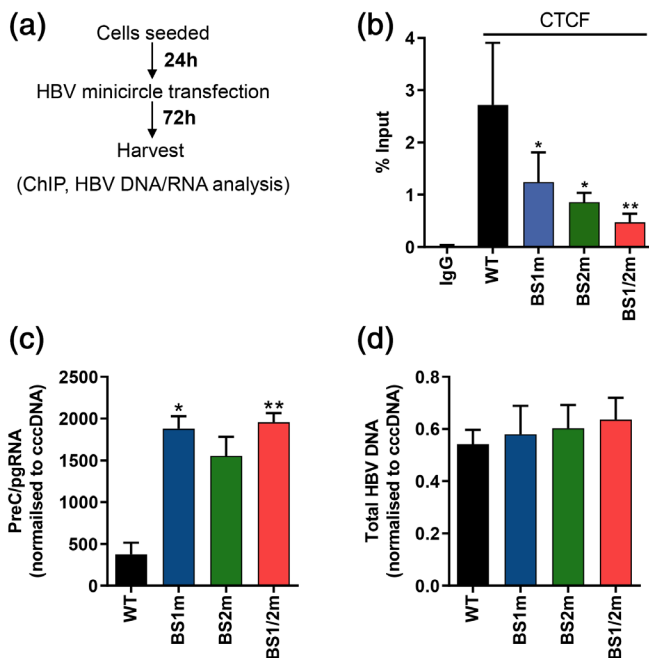 (a)
Cells seeded
24h
HBV minicircle transfection
72h
Harvest
(ChIP, HBV DNA/RNA analysis)
(b)
CTCF
% Input
4
3
2
1
0
*
*
**
IgG
WT
BS1m
BS2m
BS1/2m
(c)
PreC/pgRNA
(normailised to cccDNA)
2500
2000
1500
1000
500
0
*
**
WT
BS1m
BS2m
BS1/2m
(d)
Total HBV DNA
(normalised to cccDNA)
0.8
0.6
0.4
0.2
0.0
WT
BS1m
BS2m
BS1/2m